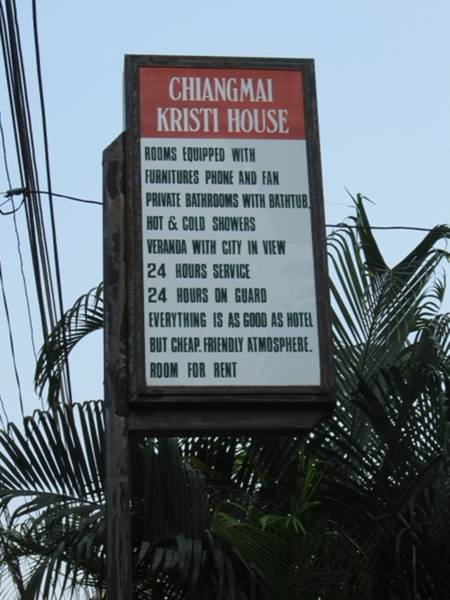 CHIANGMAI
KRISTI HOUSE
ROOMS EQUIPPED WITH
FURNITURES PHONE AND FAN
PRIVATE BATHROOMS WITH BATHTUB.
HOT & COLD SHOWERS
VERANDA WITH CITY IN VIEW
24 HOURS SERVICE
24 HOURS ON GUARD
EVERYTHING IS AS GOOD AS HOTEL
BUT CHEAP. FRIENDLY ATMOSPHERE.
ROOM FOR RENT